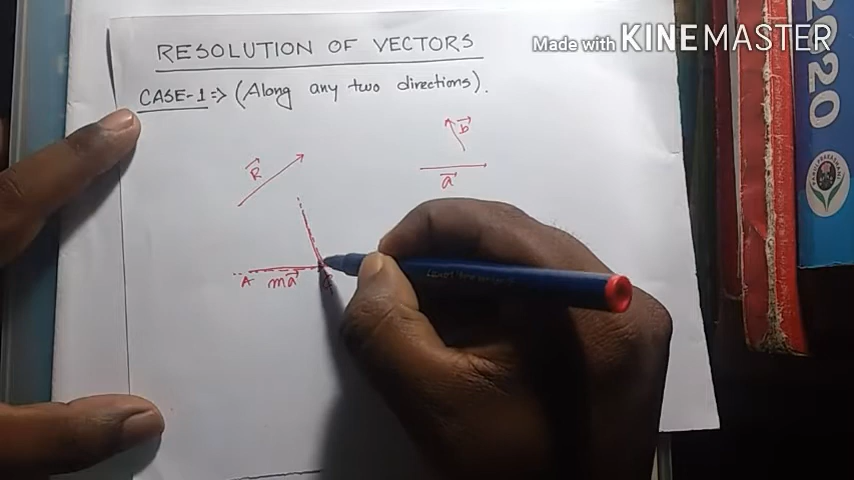 RESOLUTION OF VECTORS
Made with KINEMASTER
CASE-1 => (Along any two directions).
2020
b
R
a
A ma